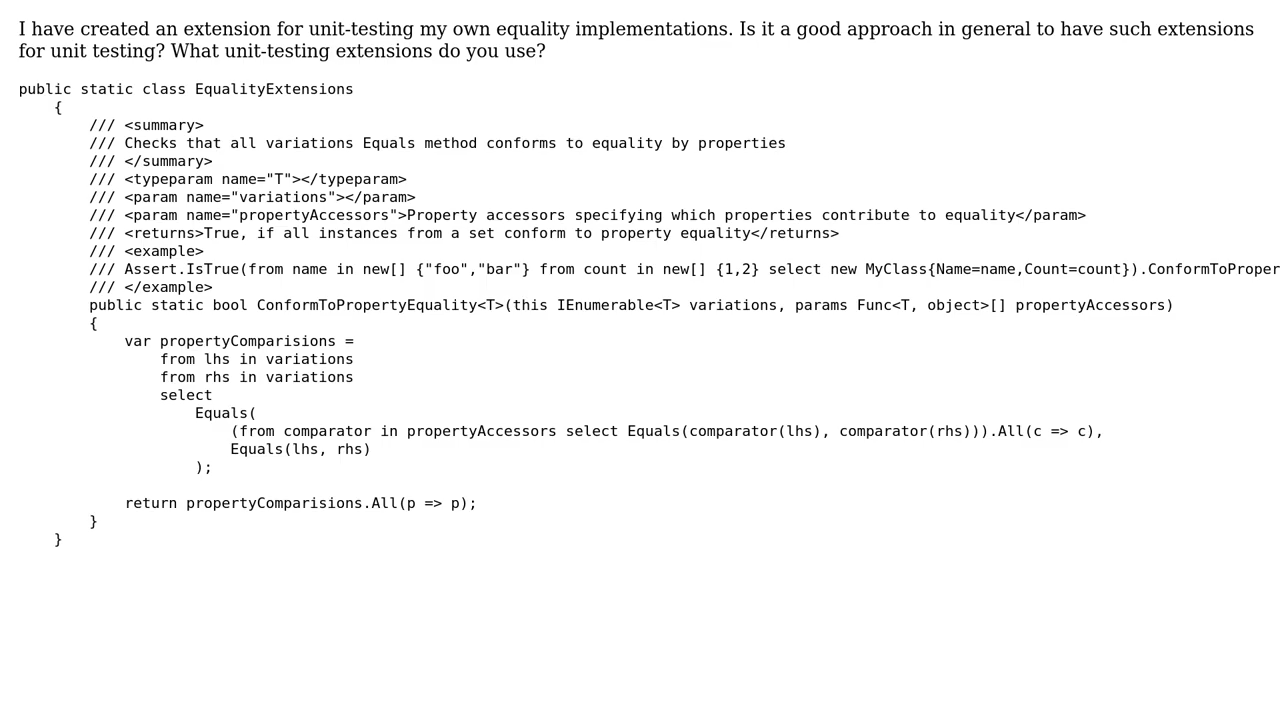 I have created an extension for unit-testing my own equality implementations. Is it a good approach in general to have such extensions
for unit testing? What unit-testing extensions do you use?
public static class EqualityExtensions
{
/// <summary>
/// Checks that all variations Equals method conforms to equality by properties
/// </summary>
/// <typeparam name="T"></typeparam>
/// <param name="variations"></param>
/// <param name="propertyAccessors">Property accessors specifying which properties contribute to equality</param>
/// <returns>True, if all instances from a set conform to property equality</returns>
/// <example>
/// Assert.IsTrue(from name in new[] {"foo","bar"} from count in new[] {1,2} select new MyClass{Name=name,Count=count}).ConformToProper
/// </example>
public static bool ConformToPropertyEquality<T>(this IEnumerable<T> variations, params Func<T, object>[] propertyAccessors)
{
var propertyComparisions =
from lhs in variations
from rhs in variations
select
Equals(
(from comparator in propertyAccessors select Equals(comparator(lhs), comparator(rhs))).All(c => c),
Equals(lhs, rhs)
);
return propertyComparisions.All(p => p);
}
}